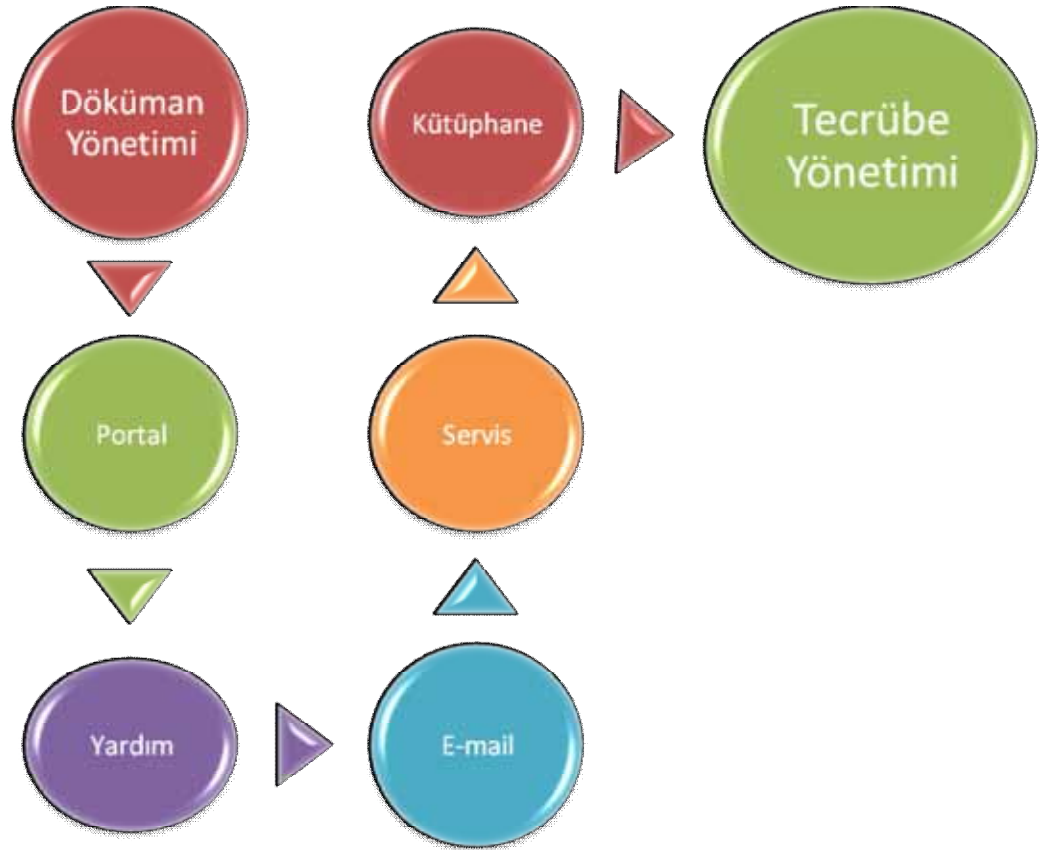 Döküman
Yönetimi
Portal
Yardım
E-mail
Servis
Kütüphane
Tecrübe
Yönetimi